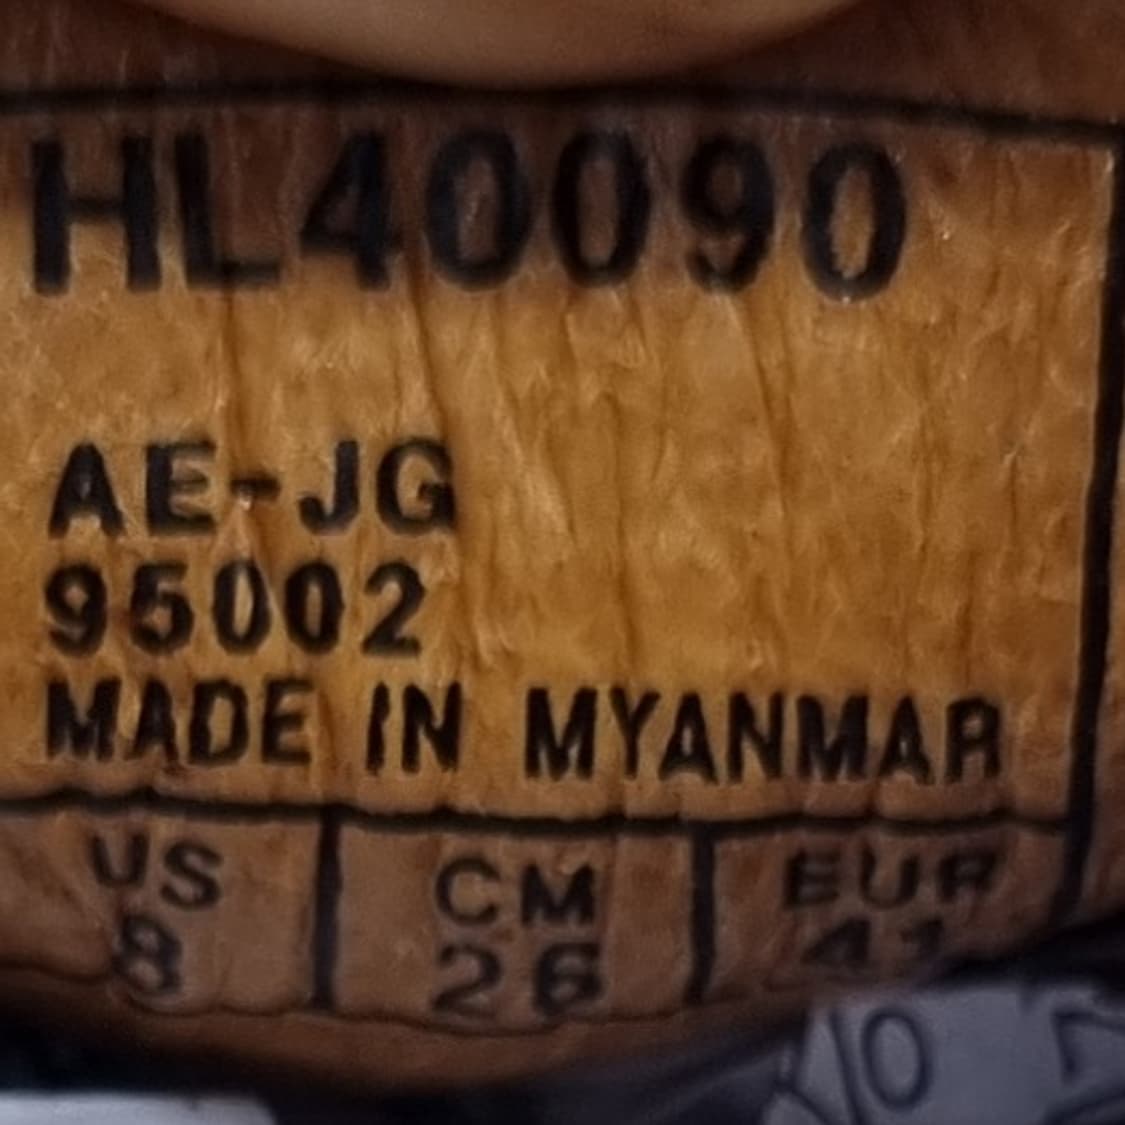 HL40090
AE-JG
95002
MADE IN MYANMAR
US CM EUR
8 26 41